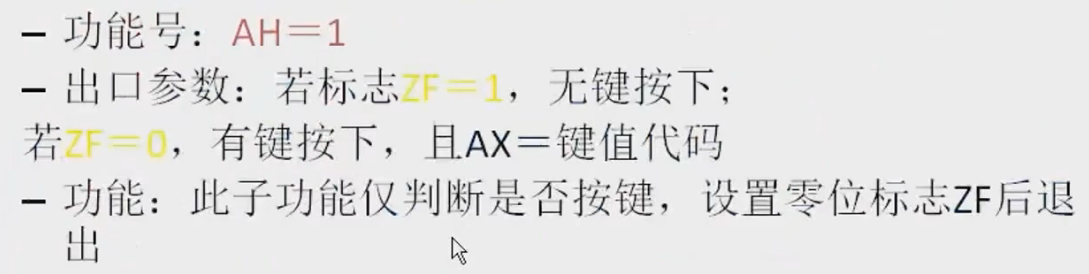 – 功能号：AH＝1
– 出口参数：若标志ZF＝1，无键按下；
若ZF＝0，有键按下，且AX＝键值代码
– 功能：此子功能仅判断是否按键，设置零位标志ZF后退
出